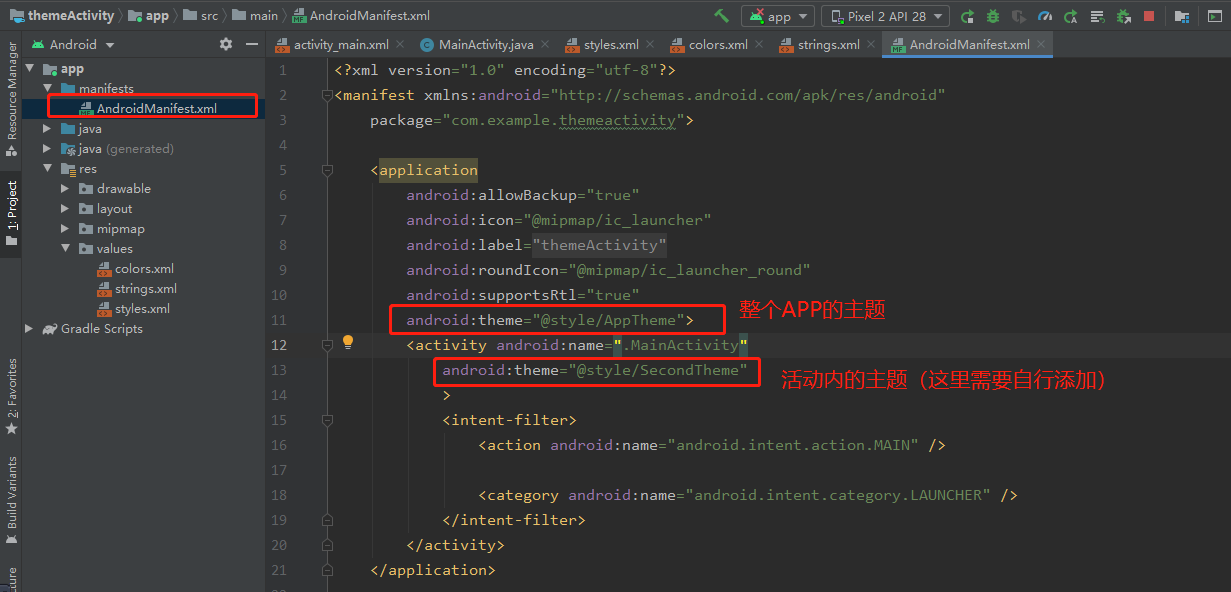 themeActivity app src main AndroidManifest.xml app Pixel 2 API 28
Android
activity_main.xml MainActivity.java styles.xml colors.xml strings.xml AndroidManifest.xml
Resource Manager
1: Project
2: Favorites
Build Variants
app
manifests
AndroidManifest.xml
java
java (generated)
res
drawable
layout
mipmap
values
colors.xml
strings.xml
styles.xml
Gradle Scripts
1 <?xml version="1.0" encoding="utf-8"?>
2 <manifest xmlns:android="http://schemas.android.com/apk/res/android"
3 package="com.example.themeactivity">
4
5 <application
6 android:allowBackup="true"
7 android:icon="@mipmap/ic_launcher"
8 android:label="themeActivity"
9 android:roundIcon="@mipmap/ic_launcher_round"
10 android:supportsRtl="true"
11 android:theme="@style/AppTheme"> 整个APP的主题
12 <activity android:name=".MainActivity"
13 android:theme="@style/SecondTheme" 活动内的主题（这里需要自行添加）
14 >
15 <intent-filter>
16 <action android:name="android.intent.action.MAIN" />
17
18 <category android:name="android.intent.category.LAUNCHER" />
19 </intent-filter>
20 </activity>
21 </application>